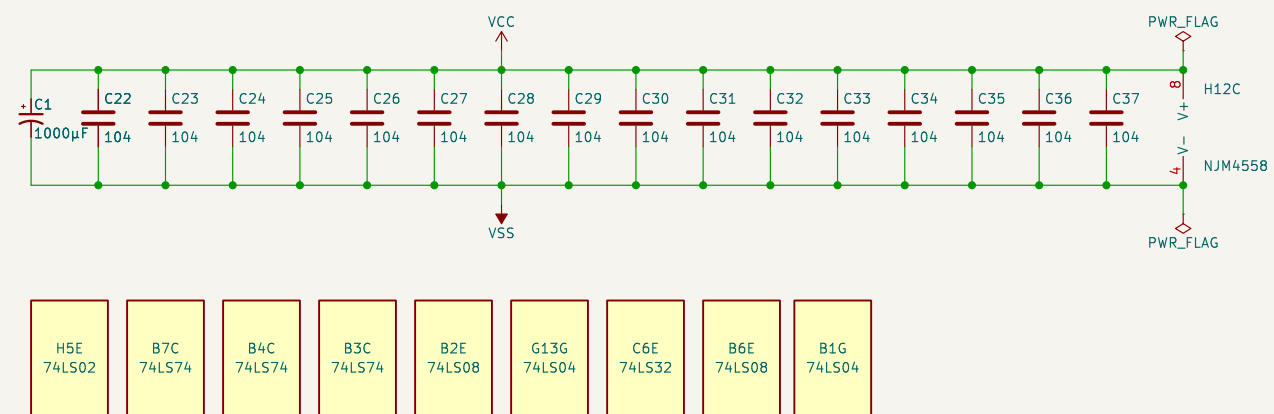 VCC
PWR_FLAG
C1
1000µF
C22
104
C23
104
C24
104
C25
104
C26
104
C27
104
C28
104
C29
104
C30
104
C31
104
C32
104
C33
104
C34
104
C35
104
C36
104
C37
104
8
V+
V-
4
H12C
NJM4558
VSS
PWR_FLAG
H5E
74LS02
B7C
74LS74
B4C
74LS74
B3C
74LS74
B2E
74LS08
G13G
74LS04
C6E
74LS32
B6E
74LS08
B1G
74LS04